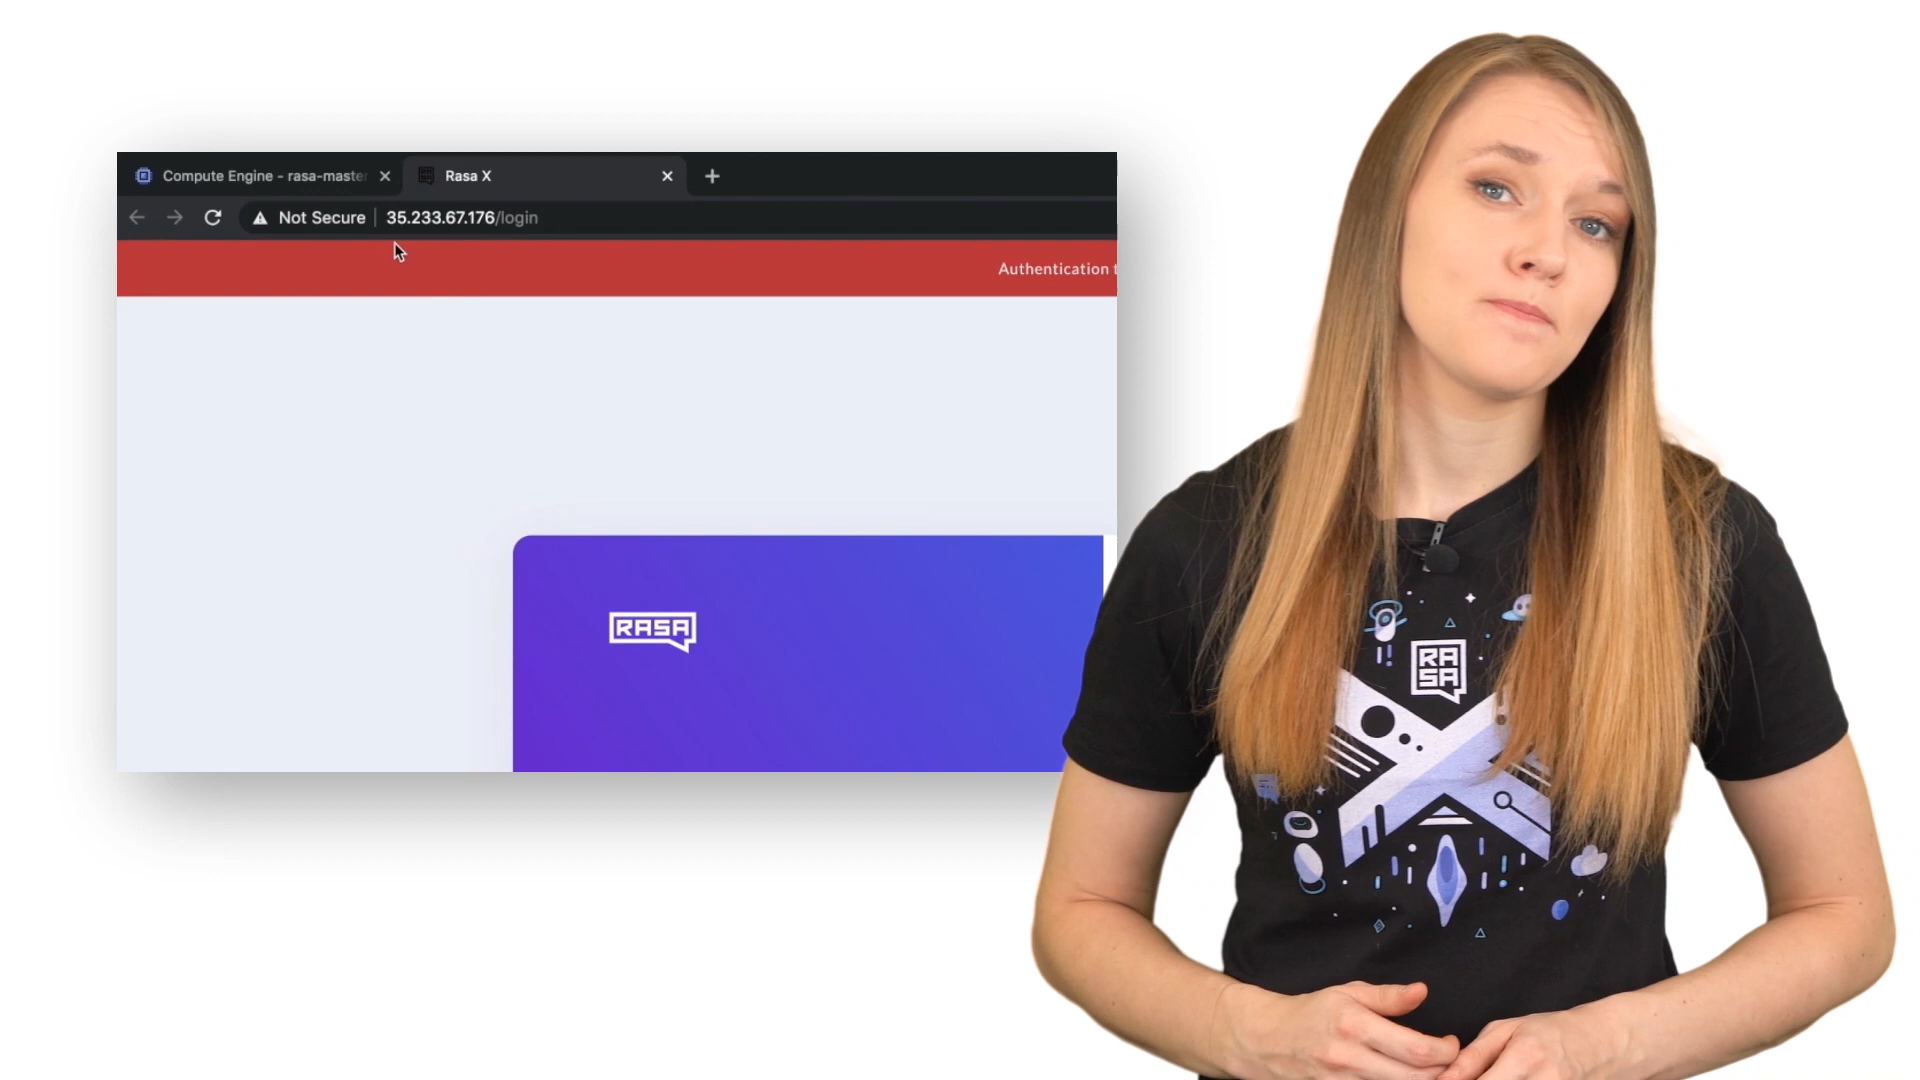 Compute Engine - rasa-master
Rasa X
Not Secure
35.233.67.176/login
Authentication t
RASA
RA
SA